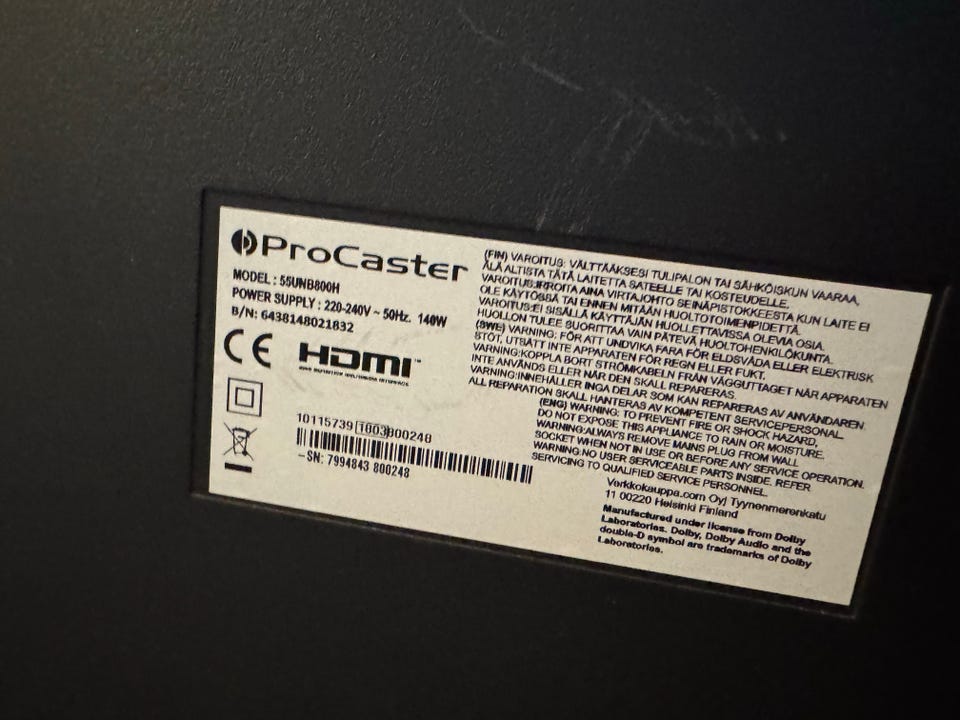 ProCaster
MODEL : 55UNB800H
POWER SUPPLY : 220-240V ~ 50Hz. 140W
B/N: 6438148021832
CE HDMI™
HIGH DEFINITION MULTIMEDIA INTERFACE
10115739 1803 800248
SN: 7994843 800248
(FIN) VAROITUS: VÄLTTÄÄKSESI TULIPALON TAI SÄHKÖISKUN VAARAA,
ÄLÄ ALTISTA TÄTÄ LAITETTA SATEELLE TAI KOSTEUDELLE.
VAROITUS:IRROITA AINA VIRTAJOHTO SEINÄPISTOKKEESTA KUN LAITE EI
OLE KÄYTÖSSÄ TAI ENNEN MITÄÄN HUOLTOTOIMENPIDETTÄ.
VAROITUS:EI SISÄLLÄ KÄYTTÄJÄN HUOLLETTAVISSA OLEVIA OSIA.
HUOLLON TULEE SUORITTAA VAIN PÄTEVÄ HUOLTOHENKILÖKUNTA.
(SWE) VARNING: FÖR ATT UNDVIKA FARA FÖR ELDSVÅDA ELLER ELEKTRISK
STÖT, UTSÄTT INTE APPARATEN FÖR REGN ELLER FUKT.
VARNING:KOPPLA BORT STRÖMKABELN FRÅN VÄGGUTTAGET NÄR APPARATEN
INTE ANVÄNDS ELLER NÄR DEN SKALL REPARERAS.
VARNING:INNEHÅLLER INGA DELAR SOM KAN REPARERAS AV ANVÄNDAREN.
ALL REPARATION SKALL HANTERAS AV KOMPETENT SERVICEPERSONAL.
(ENG) WARNING: TO PREVENT FIRE OR SHOCK HAZARD,
DO NOT EXPOSE THIS APPLIANCE TO RAIN OR MOISTURE.
WARNING:ALWAYS REMOVE MAINS PLUG FROM WALL
SOCKET WHEN NOT IN USE OR BEFORE ANY SERVICE OPERATION.
WARNING:NO USER SERVICEABLE PARTS INSIDE. REFER
SERVICING TO QUALIFIED SERVICE PERSONNEL.
Verkkokauppa.com Oyj Tyynenmerenkatu
11 00220 Helsinki Finland
Manufactured under license from Dolby
Laboratories. Dolby, Dolby Audio and the
double-D symbol are trademarks of Dolby
Laboratories.